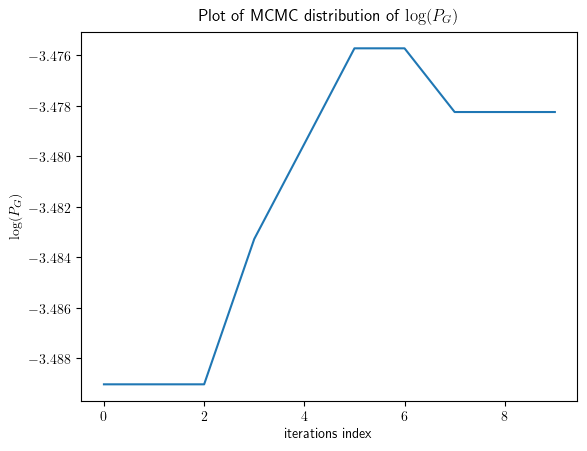 Plot of MCMC distribution of log(P_G)
−3.476
−3.478
−3.480
−3.482
−3.484
−3.486
−3.488
log(P_G)
0 2 4 6 8
iterations index